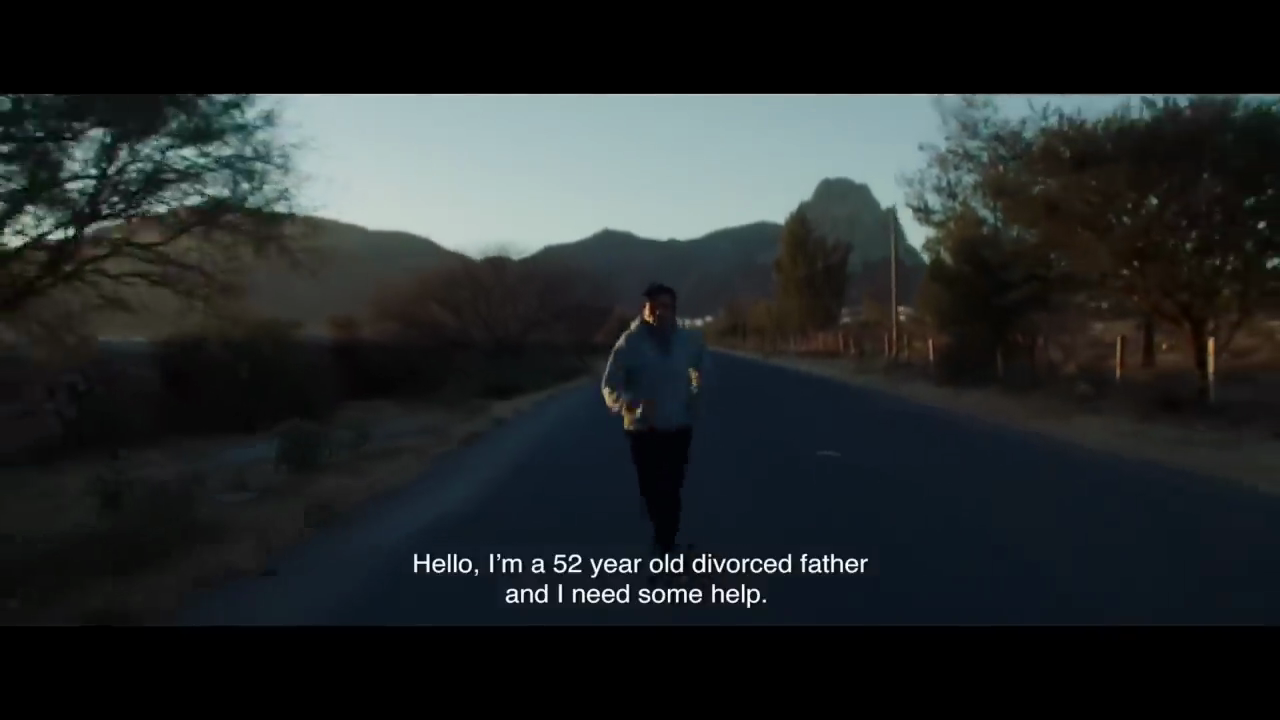 Hello, I’m a 52 year old divorced father
and I need some help.